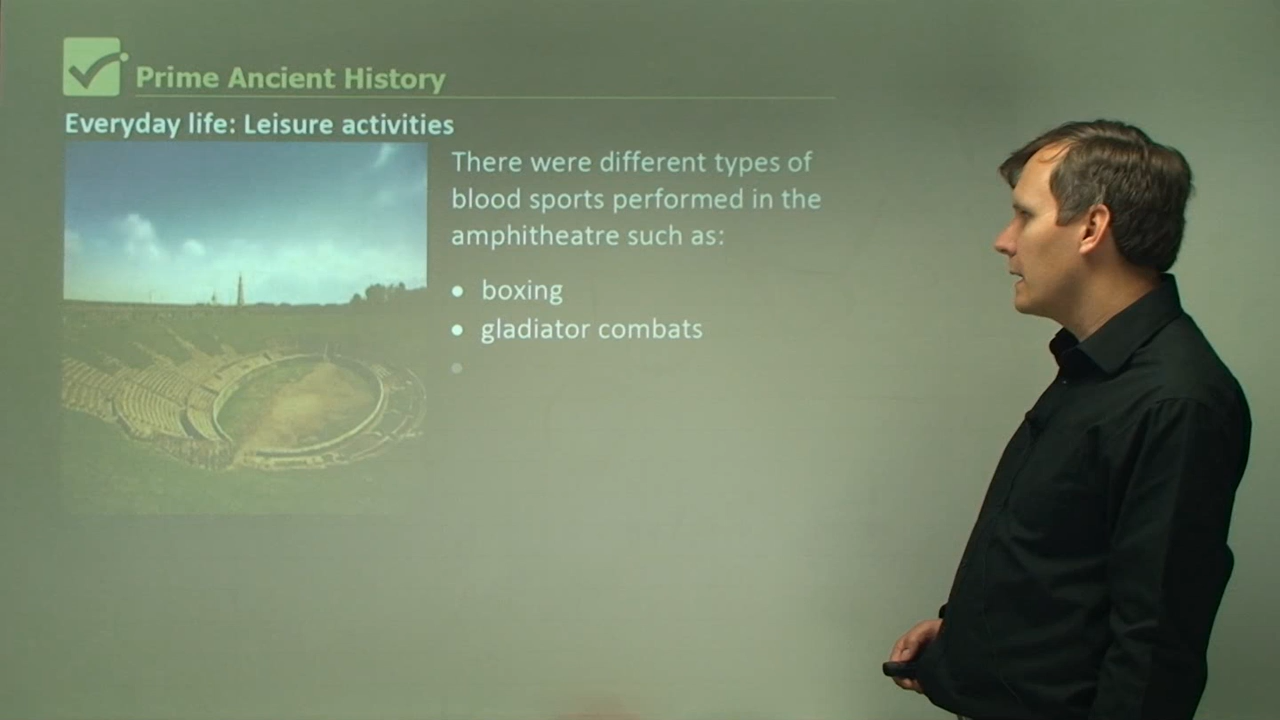 Prime Ancient History
Everyday life: Leisure activities
There were different types of
blood sports performed in the
amphitheatre such as:
• boxing
• gladiator combats
•